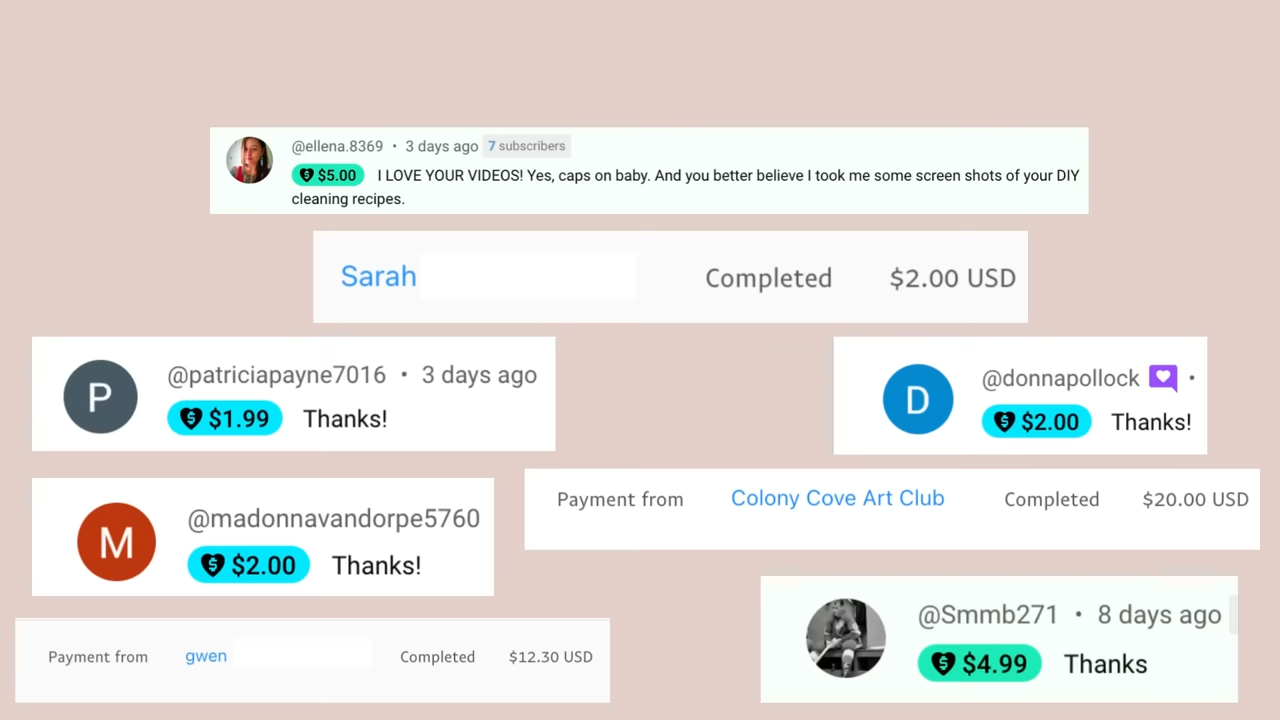 @ellena.8369 • 3 days ago 7 subscribers
$5.00 I LOVE YOUR VIDEOS! Yes, caps on baby. And you better believe I took me some screen shots of your DIY
cleaning recipes.
Sarah Completed $2.00 USD
P @patriciapayne7016 • 3 days ago
$1.99 Thanks!
D @donnapollock •
$2.00 Thanks!
M @madonnavandorpe5760
$2.00 Thanks!
Payment from Colony Cove Art Club Completed $20.00 USD
Payment from gwen Completed $12.30 USD
@Smmb271 • 8 days ago
$4.99 Thanks